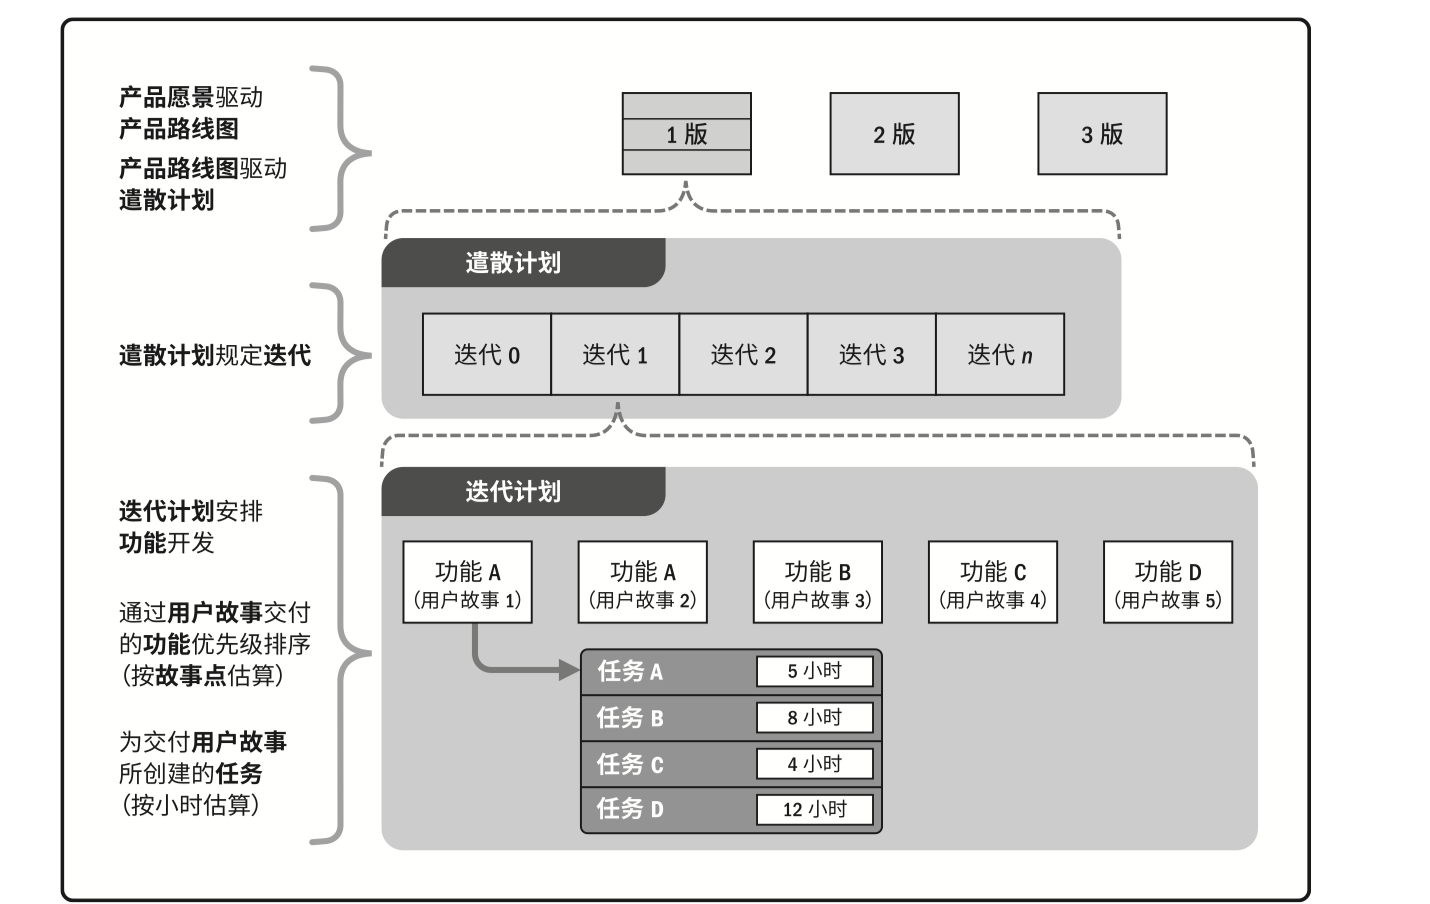 产品愿景驱动
产品路线图
产品路线图驱动
遣散计划
1 版
2 版
3 版
遣散计划
遣散计划规定迭代
迭代 0
迭代 1
迭代 2
迭代 3
迭代 n
迭代计划
迭代计划安排
功能开发
通过用户故事交付
的功能优先级排序
（按故事点估算）
为交付用户故事
所创建的任务
（按小时估算）
功能 A
（用户故事 1）
功能 A
（用户故事 2）
功能 B
（用户故事 3）
功能 C
（用户故事 4）
功能 D
（用户故事 5）
任务 A
5 小时
任务 B
8 小时
任务 C
4 小时
任务 D
12 小时